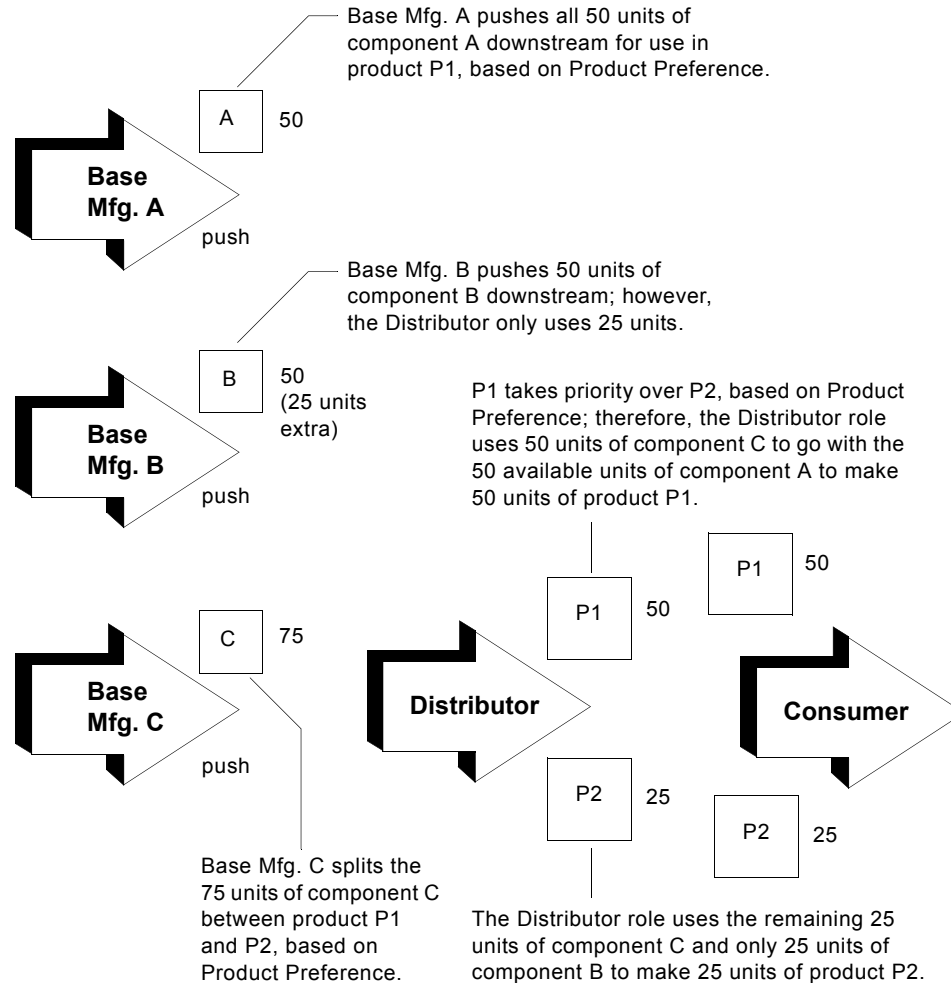 Base Mfg. A pushes all 50 units of
component A downstream for use in
product P1, based on Product Preference.
A
50
Base
Mfg. A
push
Base Mfg. B pushes 50 units of
component B downstream; however,
the Distributor only uses 25 units.
B
50
(25 units
extra)
Base
Mfg. B
push
P1 takes priority over P2, based on Product
Preference; therefore, the Distributor role
uses 50 units of component C to go with the
50 available units of component A to make
50 units of product P1.
C
75
Base
Mfg. C
push
Base Mfg. C splits the
75 units of component C
between product P1
and P2, based on
Product Preference.
P1
50
Distributor
P2
25
P1
50
Consumer
P2
25
The Distributor role uses the remaining 25
units of component C and only 25 units of
component B to make 25 units of product P2.